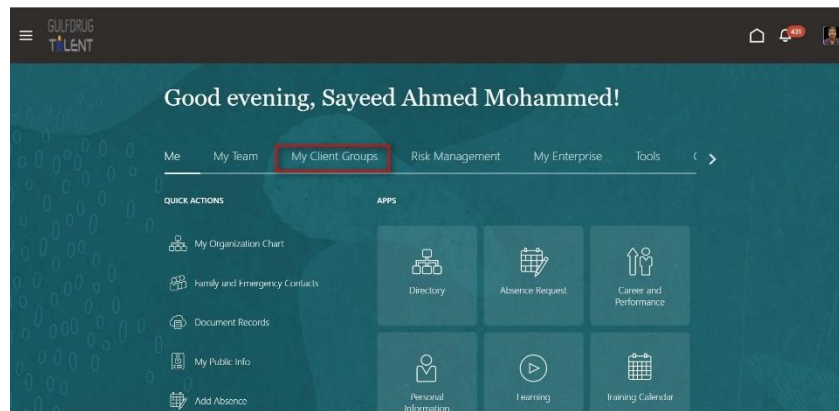 GULFDRUG
TALENT
431
Good evening, Sayeed Ahmed Mohammed!
Me My Team My Client Groups Risk Management My Enterprise Tools
QUICK ACTIONS
APPS
My Organization Chart
Family and Emergency Contacts
Document Records
My Public Info
Add Absence
Directory
Absence Request
Career and
Performance
Personal
Information
Learning
Training Calendar